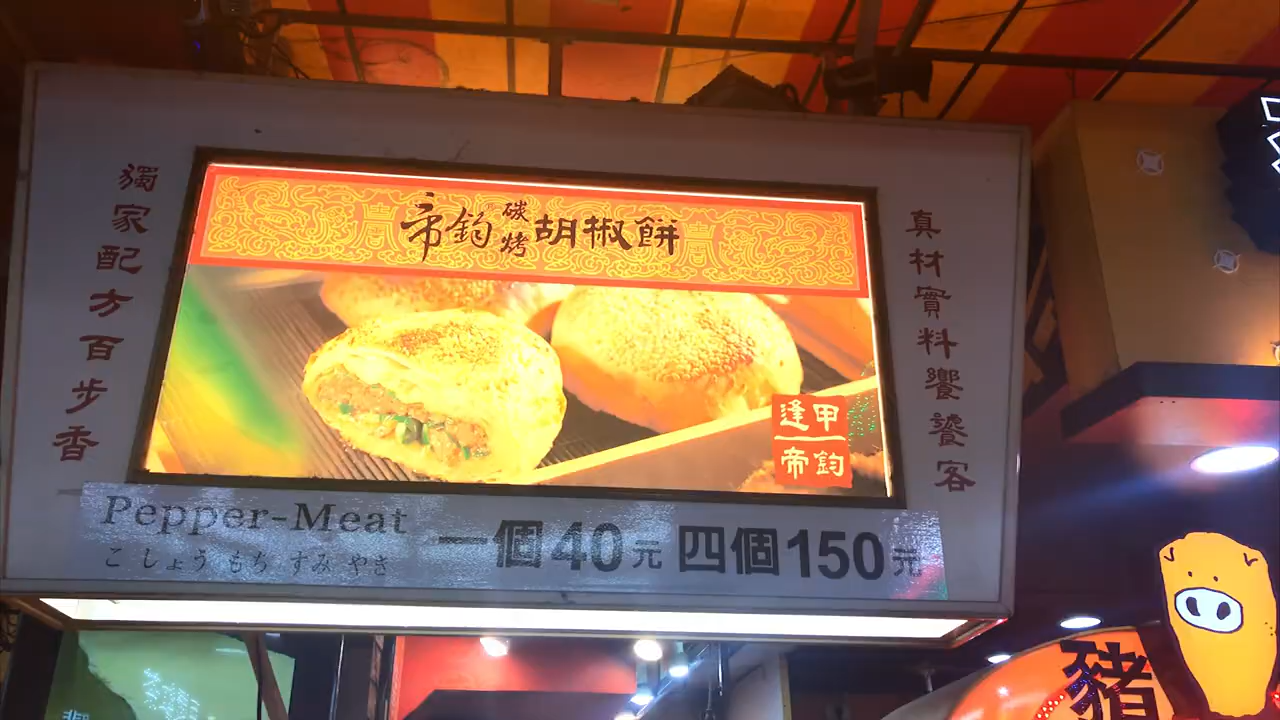 帝鈞碳烤胡椒餅
獨家配方百步香
真材實料饗饕客
逢甲
帝鈞
Pepper-Meat
こしょう もち すみ やき
一個40元 四個150元
豬